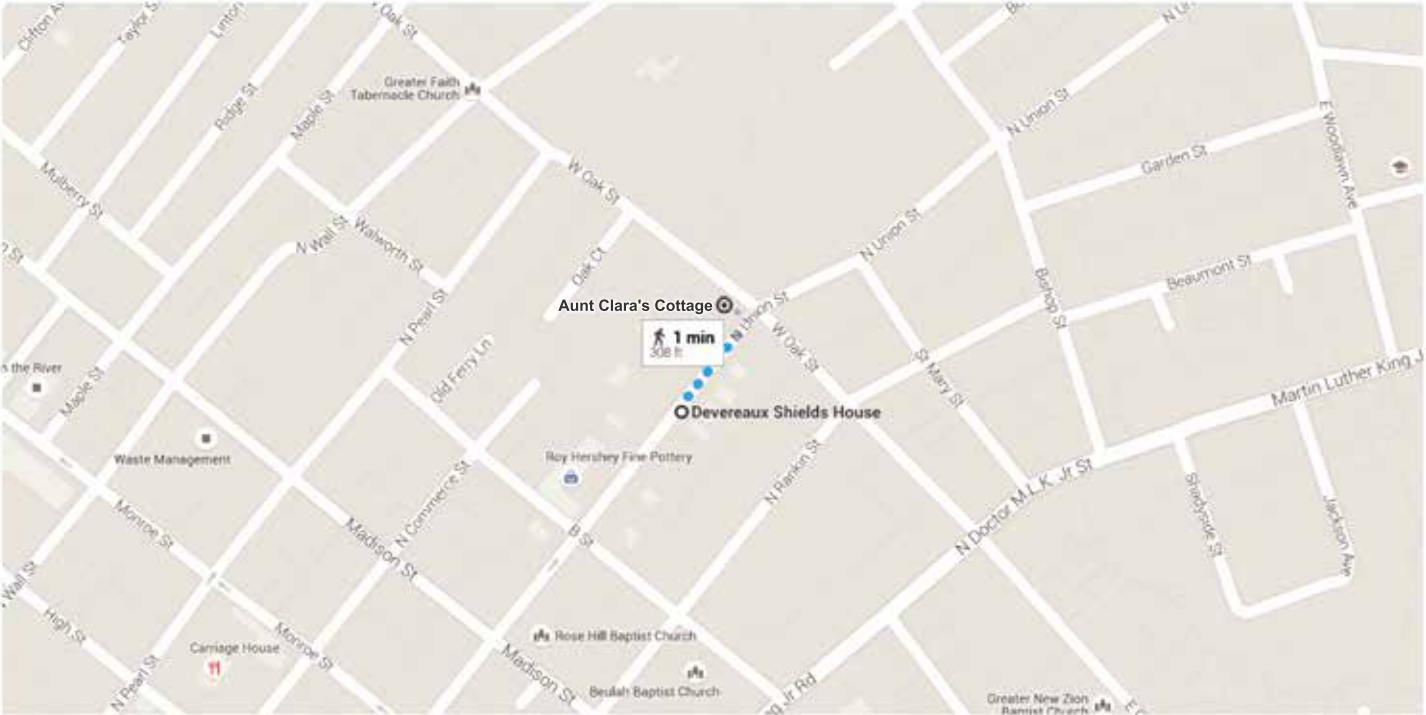 Clifton Av
Taylor S
Linton
W Oak St
Bu
N Un
Greater Faith
Tabernacle Church
Ridge St
Maple St
N Union St
E Woodlawn Ave
Garden St
Mulberry St
W Oak St
N Wall St
Walworth St
N Union St
Oak Ct
Beaumont St
n St
Bishop St
Aunt Clara's Cottage
N Union St
N Pearl St
1 min
308 ft
W Oak St
Old Ferry Ln
St Mary St
n the River
Maple St
Martin Luther King J
Devereaux Shields House
Waste Management
Roy Hershey Fine Pottery
N Rankin St
N Commerce St
N Doctor M.L.K. Jr St
Shadyside St
Jackson Ave
Monroe St
Madison St
B St
Wall St
High St
Monroe St
Carriage House
Rose Hill Baptist Church
Madison St
N Pearl St
Beulah Baptist Church
g Jr Rd
Greater New Zion
Baptist Church